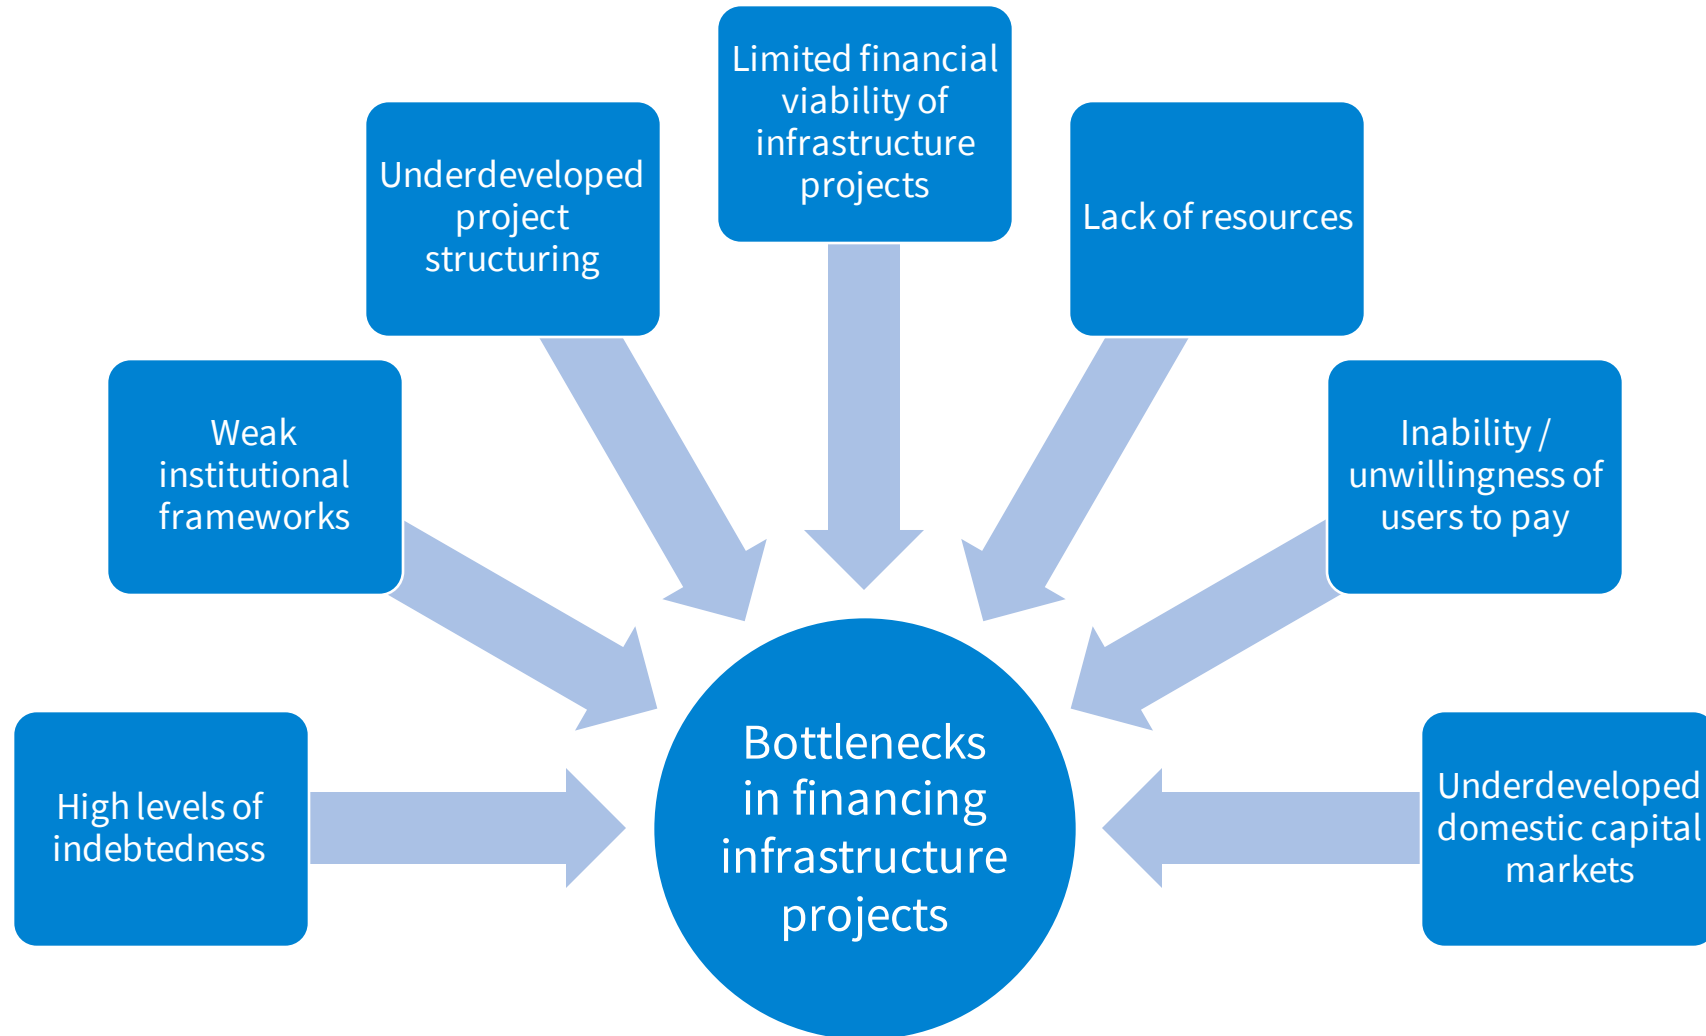 Limited financial
viability of
infrastructure
projects
Underdeveloped
project
structuring
Lack of resources
Weak
institutional
frameworks
Inability /
unwillingness of
users to pay
High levels of
indebtedness
Bottlenecks
in financing
infrastructure
projects
Underdeveloped
domestic capital
markets